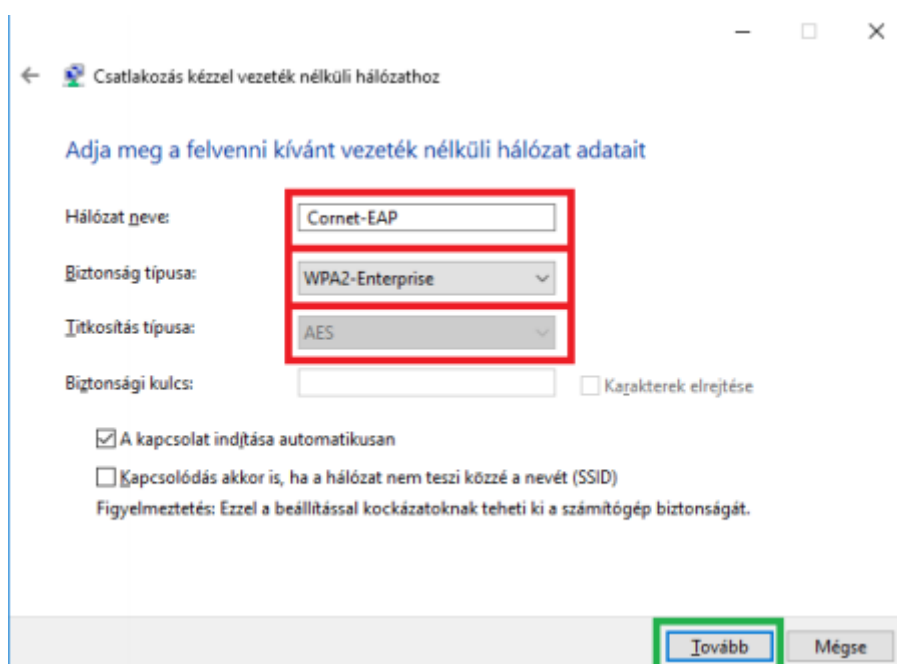 Csatlakozás kézzel vezeték nélküli hálózathoz
Adja meg a felvenni kívánt vezeték nélküli hálózat adatait
Hálózat neve: Cornet-EAP
Biztonság típusa: WPA2-Enterprise
Titkosítás típusa: AES
Biztonsági kulcs: Karakterek elrejtése
A kapcsolat indítása automatikusan
Kapcsolódás akkor is, ha a hálózat nem teszi közzé a nevét (SSID)
Figyelmeztetés: Ezzel a beállítással kockázatoknak teheti ki a számítógép biztonságát.
Tovább Mégse